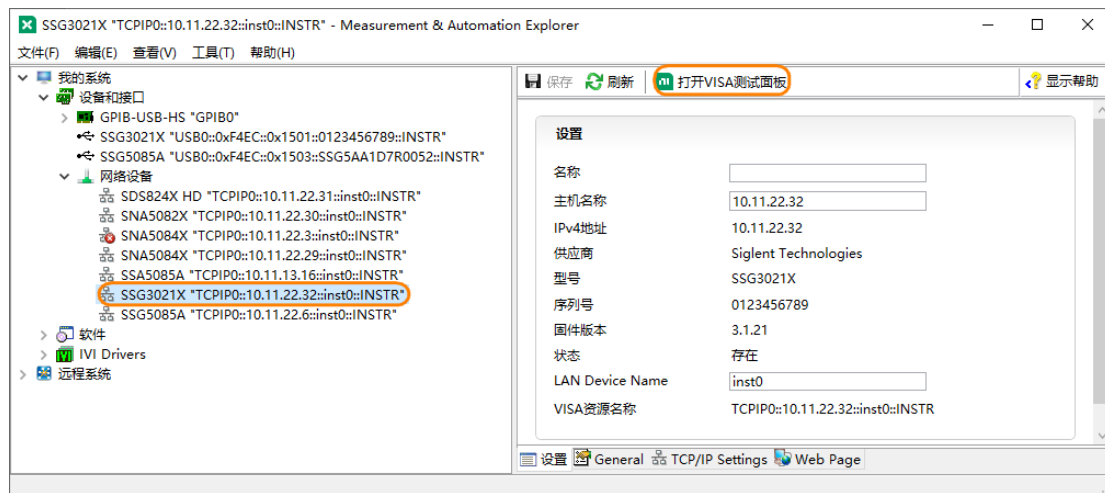 SSG3021X "TCPIP0::10.11.22.32::inst0::INSTR" - Measurement & Automation Explorer
文件(F) 编辑(E) 查看(V) 工具(T) 帮助(H)
我的系统
设备和接口
GPIB-USB-HS "GPIB0"
SSG3021X "USB0::0xF4EC::0x1501::0123456789::INSTR"
SSG5085A "USB0::0xF4EC::0x1503::SSG5AA1D7R0052::INSTR"
网络设备
SDS824X HD "TCPIP0::10.11.22.31::inst0::INSTR"
SNA5082X "TCPIP0::10.11.22.30::inst0::INSTR"
SNA5084X "TCPIP0::10.11.22.3::inst0::INSTR"
SNA5084X "TCPIP0::10.11.22.29::inst0::INSTR"
SSA5085A "TCPIP0::10.11.13.16::inst0::INSTR"
SSG3021X "TCPIP0::10.11.22.32::inst0::INSTR"
SSG5085A "TCPIP0::10.11.22.6::inst0::INSTR"
软件
IVI Drivers
远程系统
保存 刷新 打开VISA测试面板 显示帮助
设置
名称
主机名称 10.11.22.32
IPv4地址 10.11.22.32
供应商 Siglent Technologies
型号 SSG3021X
序列号 0123456789
固件版本 3.1.21
状态 存在
LAN Device Name inst0
VISA资源名称 TCPIP0::10.11.22.32::inst0::INSTR
设置 General TCP/IP Settings Web Page